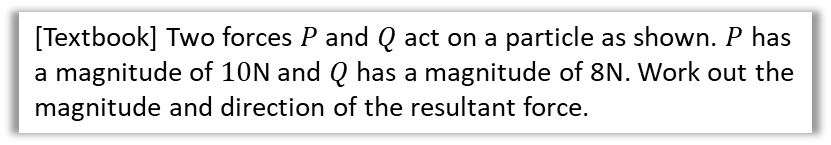 [Textbook] Two forces P and Q act on a particle as shown. P has
a magnitude of 10N and Q has a magnitude of 8N. Work out the
magnitude and direction of the resultant force.